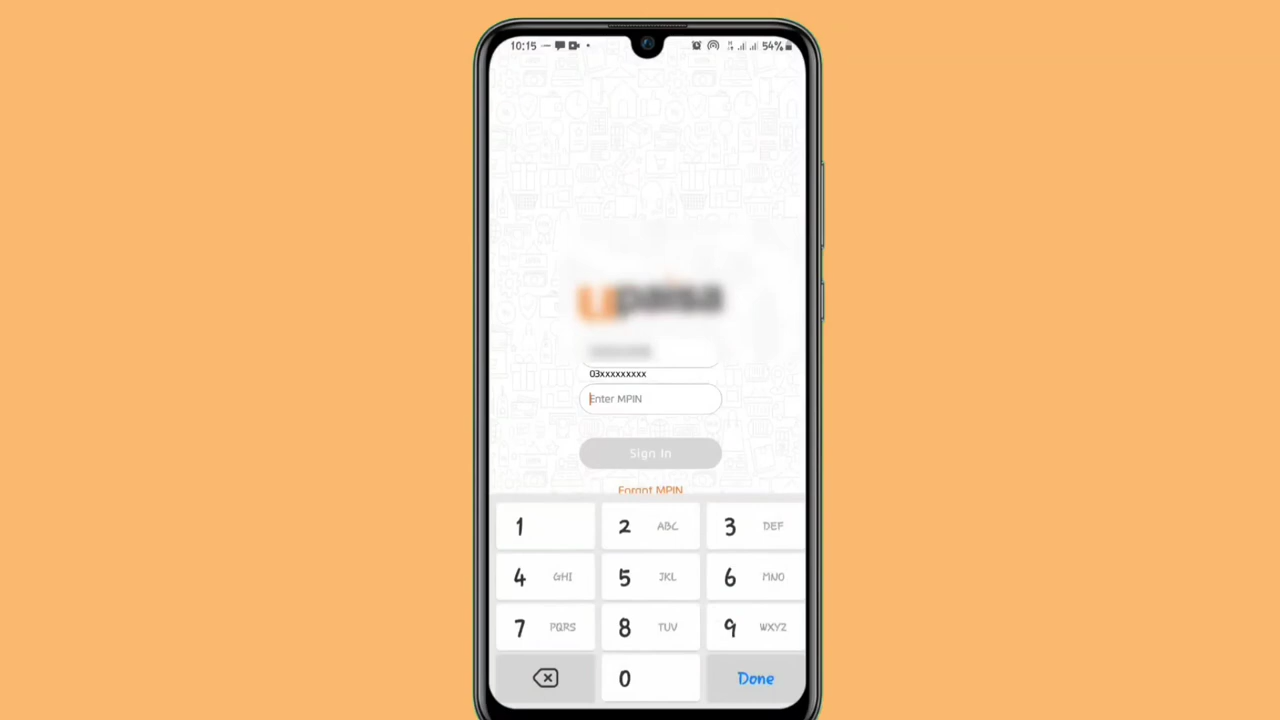 10:15 54%
upaisa
03xxxxxxxxx
Enter MPIN
Sign In
Forgot MPIN
1 2 ABC 3 DEF
4 GHI 5 JKL 6 MNO
7 PQRS 8 TUV 9 WXYZ
0 Done